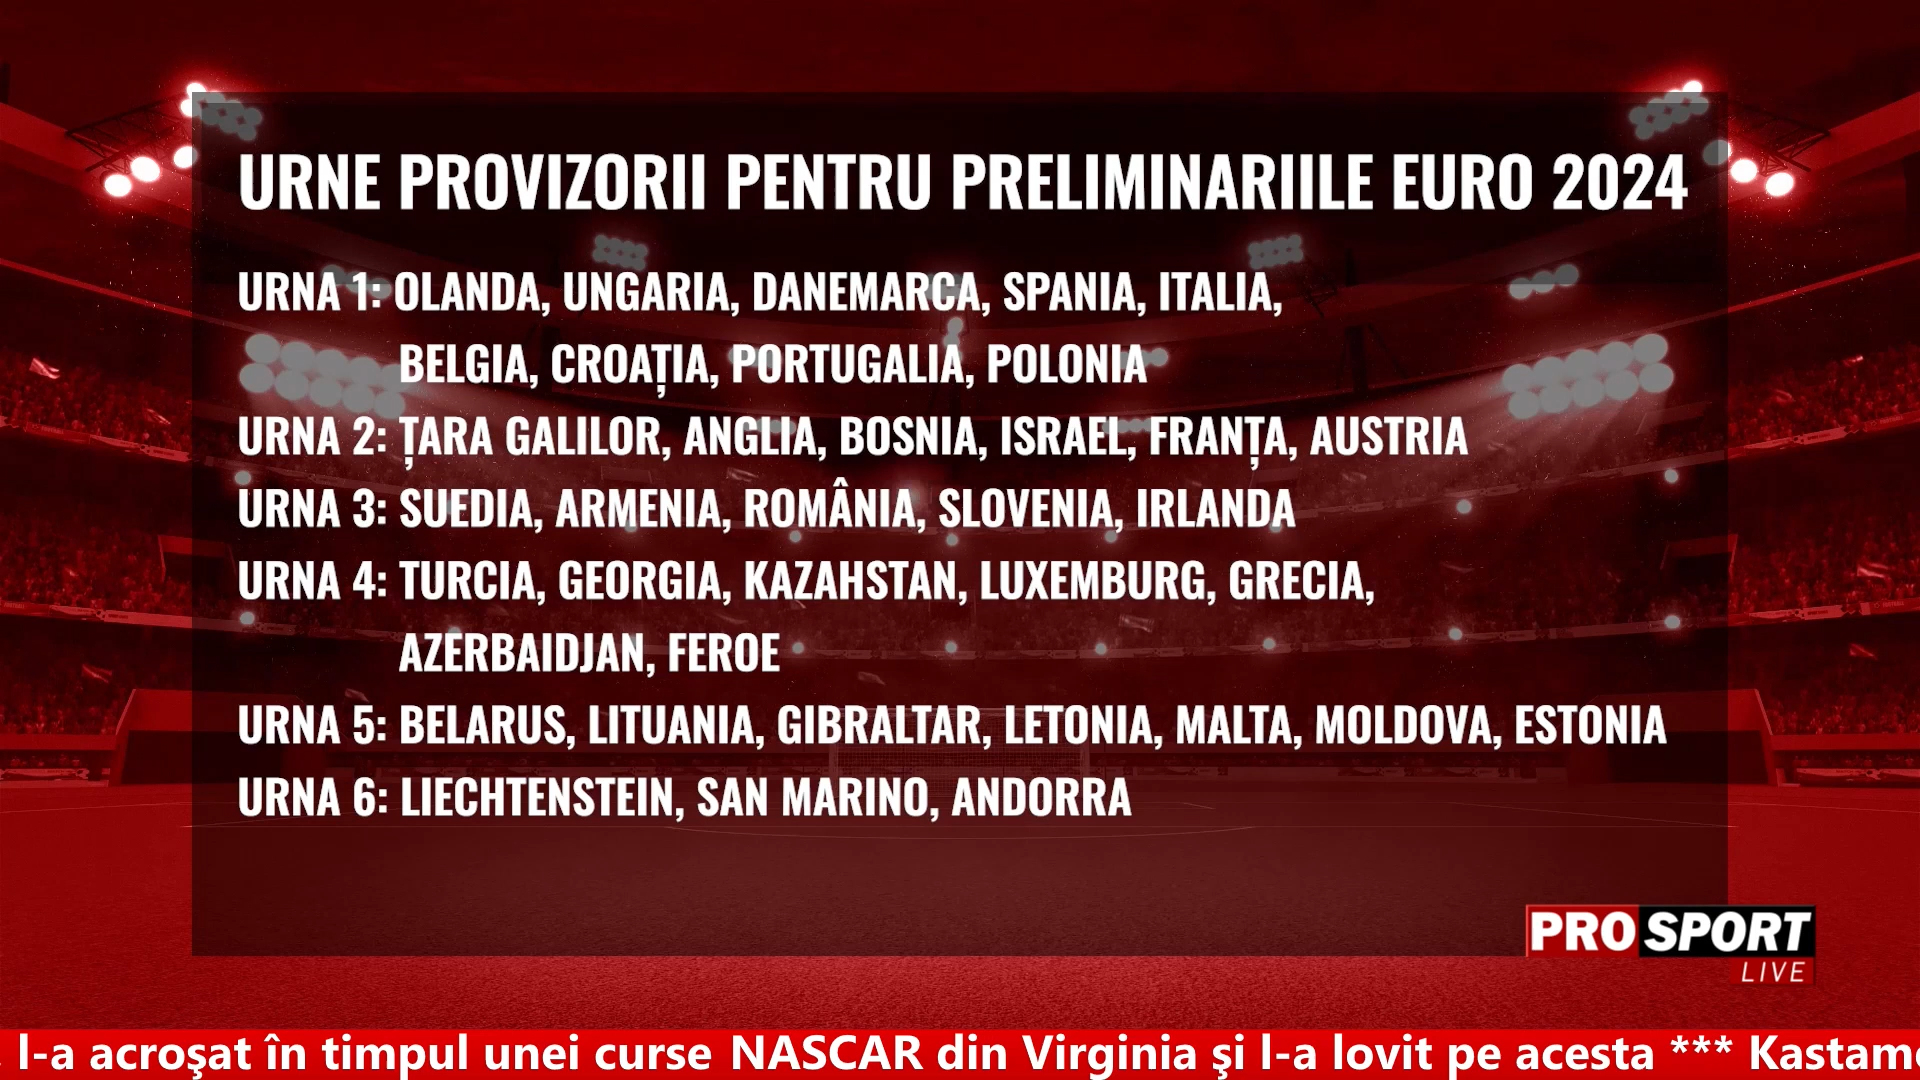 URNE PROVIZORII PENTRU PRELIMINARIILE EURO 2024
URNA 1: OLANDA, UNGARIA, DANEMARCA, SPANIA, ITALIA,
BELGIA, CROAȚIA, PORTUGALIA, POLONIA
URNA 2: ȚARA GALILOR, ANGLIA, BOSNIA, ISRAEL, FRANȚA, AUSTRIA
URNA 3: SUEDIA, ARMENIA, ROMÂNIA, SLOVENIA, IRLANDA
URNA 4: TURCIA, GEORGIA, KAZAHSTAN, LUXEMBURG, GRECIA,
AZERBAIDJAN, FEROE
URNA 5: BELARUS, LITUANIA, GIBRALTAR, LETONIA, MALTA, MOLDOVA, ESTONIA
URNA 6: LIECHTENSTEIN, SAN MARINO, ANDORRA
PRO SPORT
LIVE
l-a acroşat în timpul unei curse NASCAR din Virginia şi l-a lovit pe acesta *** Kastam